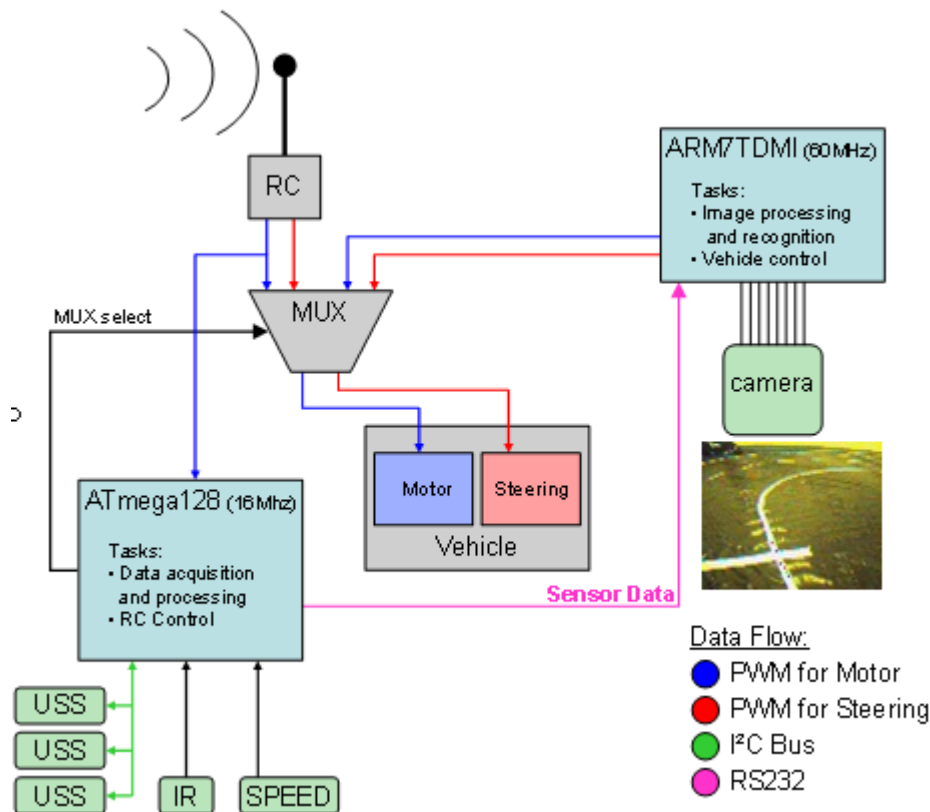 RC
ARM7TDMI (60MHz)
Tasks:
• Image processing
and recognition
• Vehicle control
MUX select
MUX
camera
Motor
Steering
Vehicle
ATmega128 (16Mhz)
Tasks:
• Data acquisition
and processing
• RC Control
Sensor Data
USS
USS
USS
IR
SPEED
Data Flow:
PWM for Motor
PWM for Steering
I²C Bus
RS232